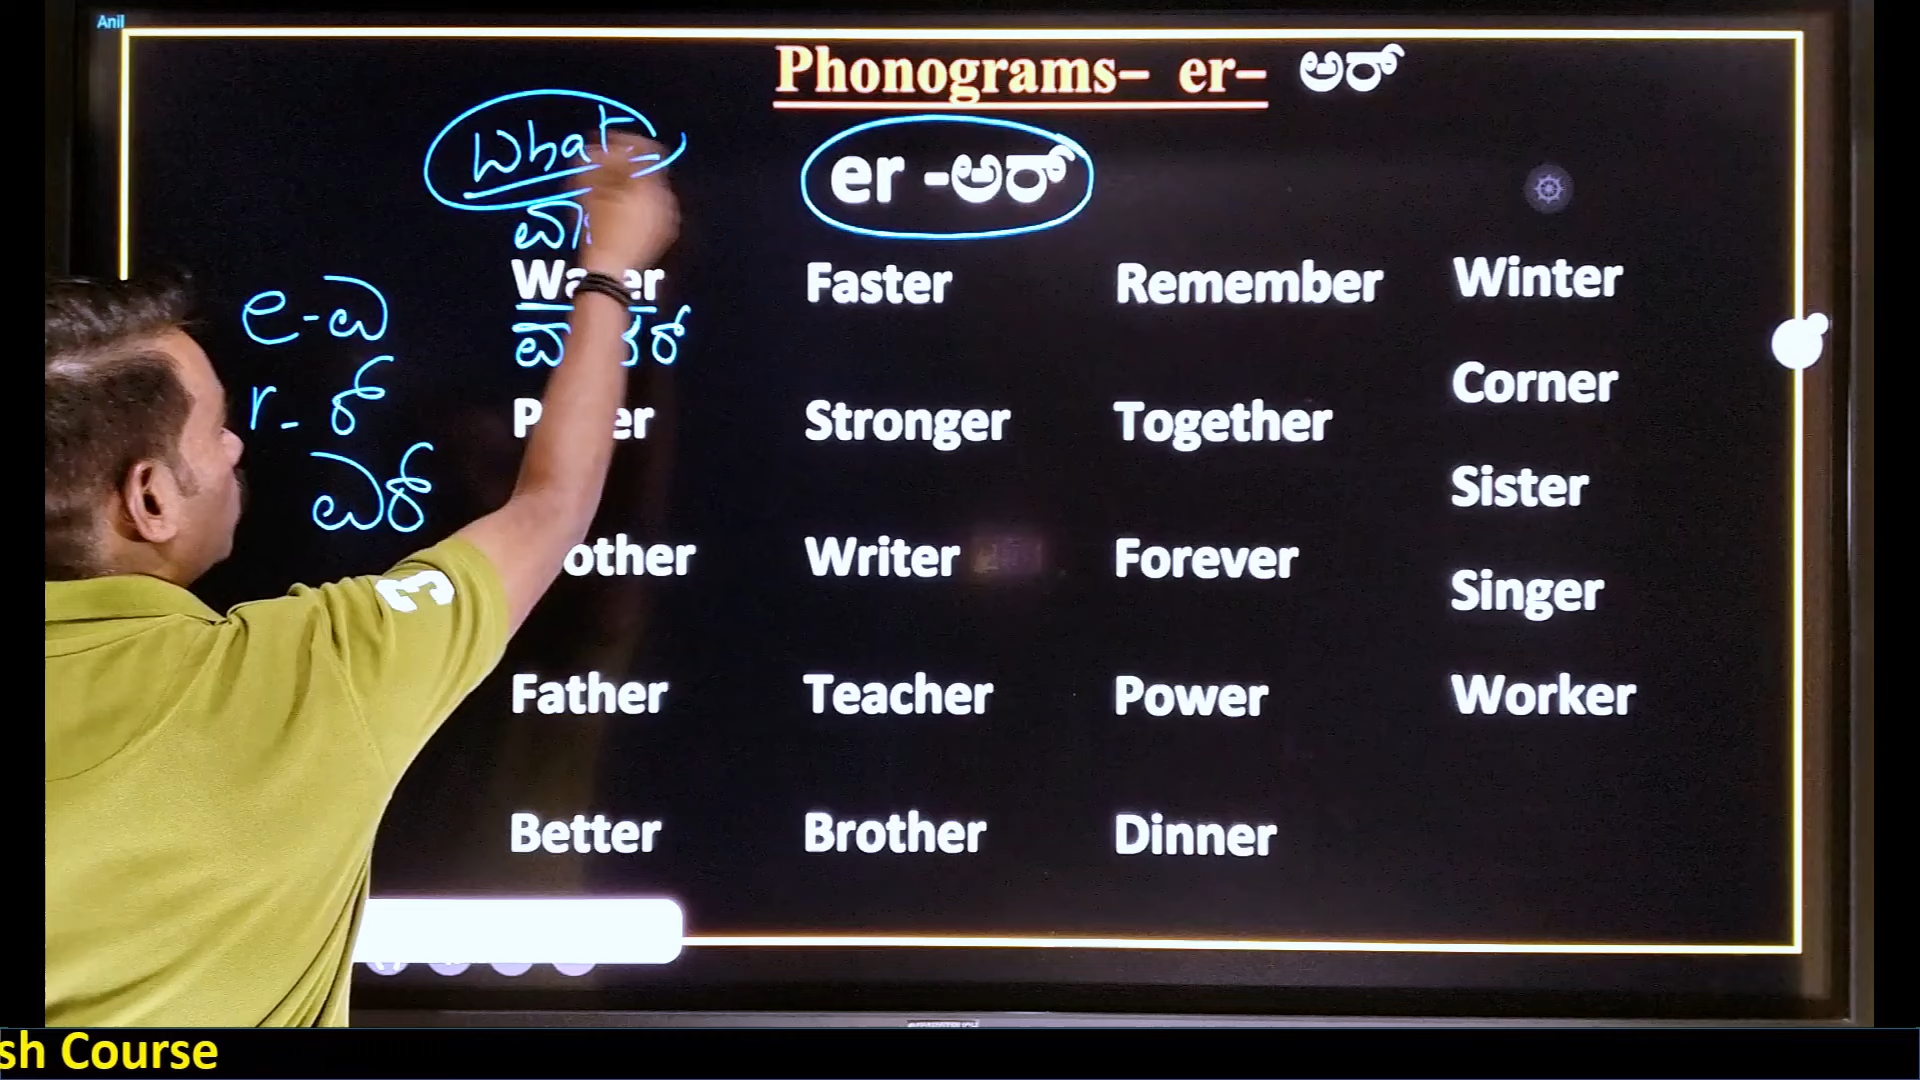 Anil
Phonograms– er– ಅರ್
What
er -ಅರ್
Faster Remember Winter
e - ಎ
r - ರ್
ಎರ್
Corner
Stronger Together
Sister
Writer Forever
Singer
Father Teacher Power Worker
Better Brother Dinner
sh Course